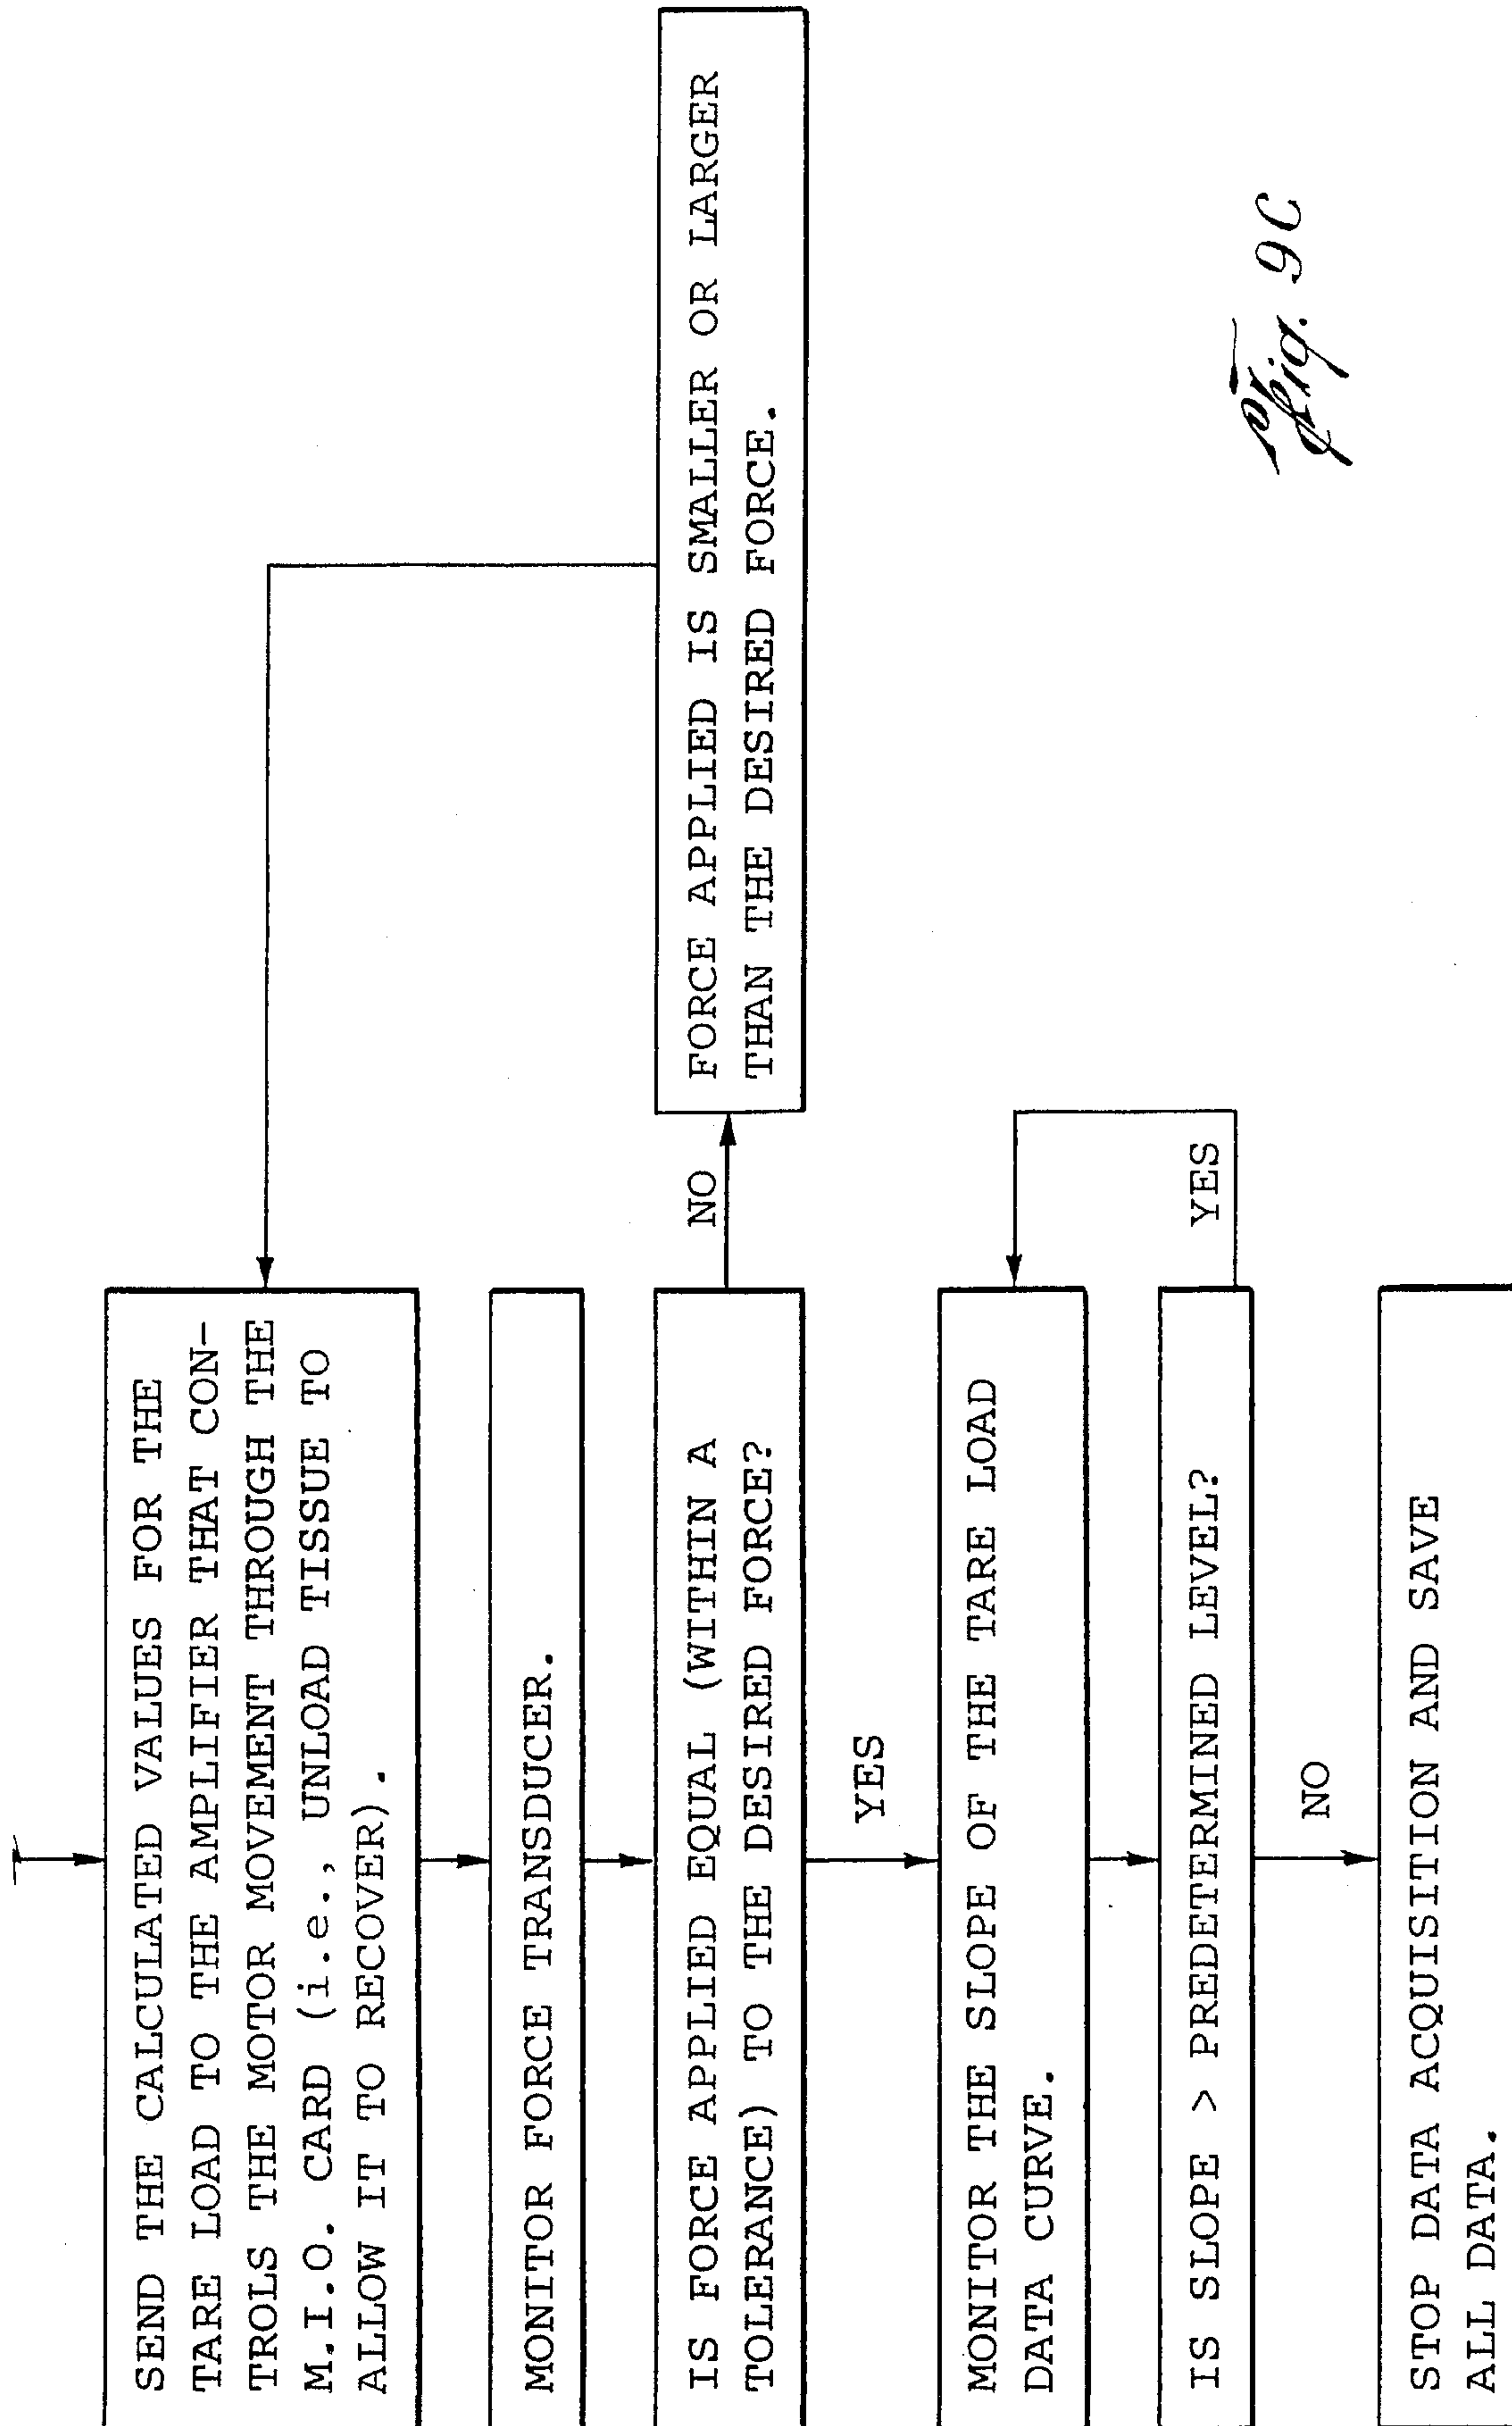 SEND THE CALCULATED VALUES FOR THE
TARE LOAD TO THE AMPLIFIER THAT CON-
TROLS THE MOTOR MOVEMENT THROUGH THE
M.I.O. CARD (i.e., UNLOAD TISSUE TO
ALLOW IT TO RECOVER).
MONITOR FORCE TRANSDUCER.
IS FORCE APPLIED EQUAL (WITHIN A
TOLERANCE) TO THE DESIRED FORCE?
NO
FORCE APPLIED IS SMALLER OR LARGER
THAN THE DESIRED FORCE.
YES
MONITOR THE SLOPE OF THE TARE LOAD
DATA CURVE.
IS SLOPE > PREDETERMINED LEVEL?
YES
NO
STOP DATA ACQUISITION AND SAVE
ALL DATA.
Fig. 9C